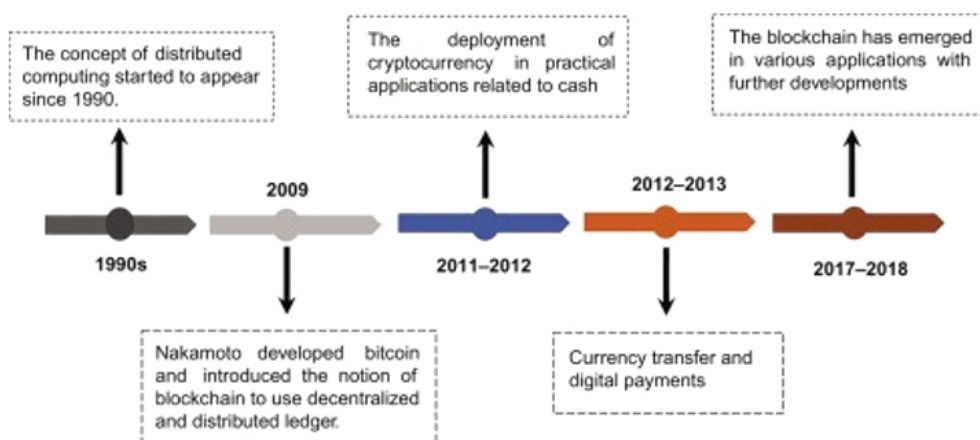 The concept of distributed
computing started to appear
since 1990.
The deployment of
cryptocurrency in practical
applications related to cash
The blockchain has emerged
in various applications with
further developments
2009
2012–2013
1990s
2011–2012
2017–2018
Nakamoto developed bitcoin
and introduced the notion of
blockchain to use decentralized
and distributed ledger.
Currency transfer and
digital payments